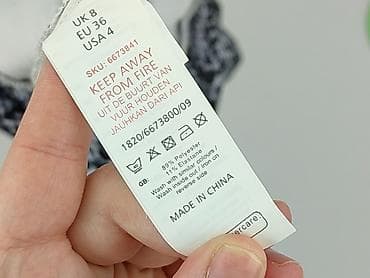 UK 8
EU 36
USA 4
SKU: 6673841
KEEP AWAY
FROM FIRE
UIT DE BUURT VAN
VUUR HOUDEN
JAUHKAN DARI API
1820/6673800/09
GB: 89% Polyester
11% Elastane
Wash with similar colours /
Wash inside out / iron on
reverse side
MADE IN CHINA